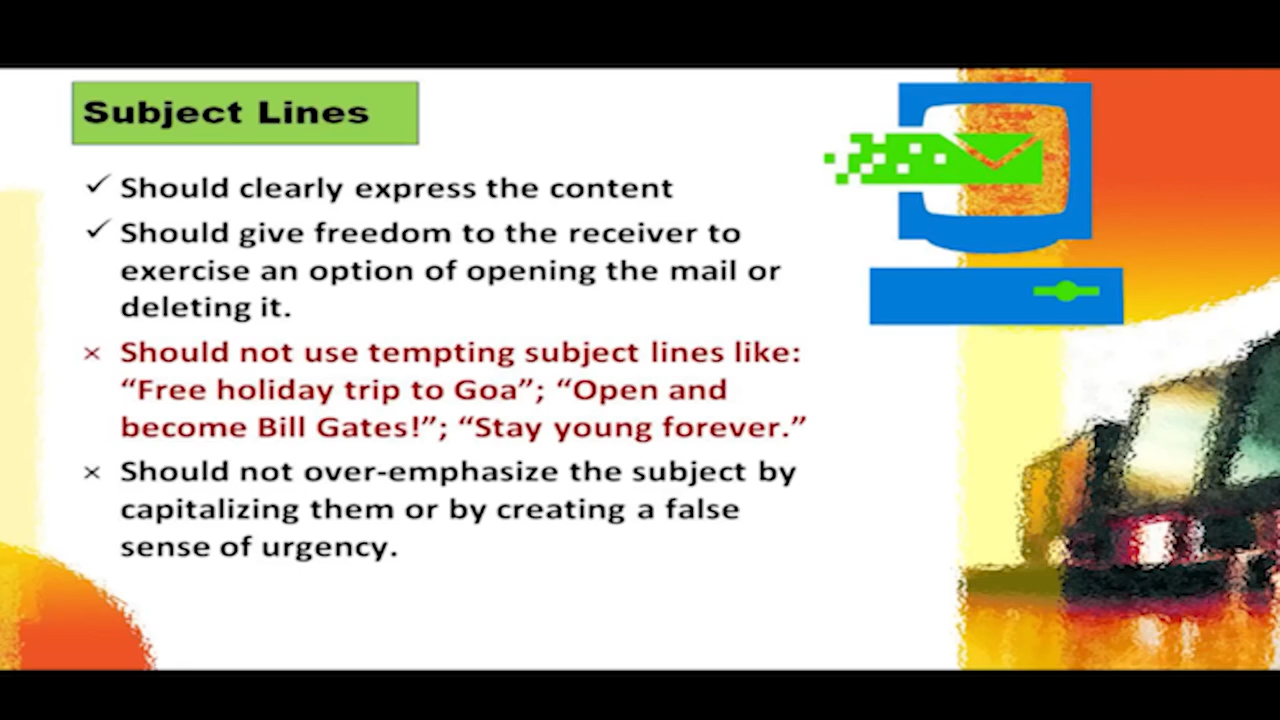 Subject Lines
✓ Should clearly express the content
✓ Should give freedom to the receiver to
exercise an option of opening the mail or
deleting it.
× Should not use tempting subject lines like:
“Free holiday trip to Goa”; “Open and
become Bill Gates!”; “Stay young forever.”
× Should not over-emphasize the subject by
capitalizing them or by creating a false
sense of urgency.